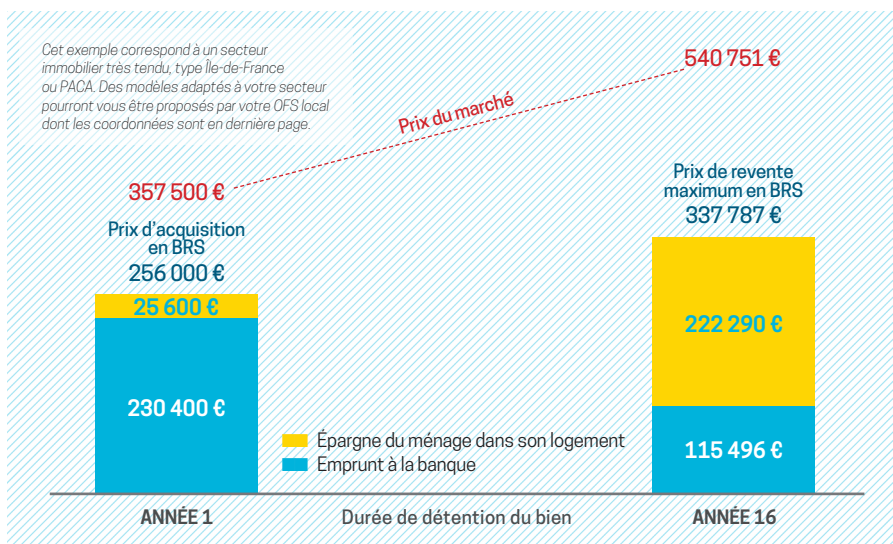 Cet exemple correspond à un secteur
immobilier très tendu, type Île-de-France
ou PACA. Des modèles adaptés à votre secteur
pourront vous être proposés par votre OFS local
dont les coordonnées sont en dernière page.
540 751 €
Prix du marché
357 500 €
Prix d'acquisition
en BRS
256 000 €
25 600 €
230 400 €
Prix de revente
maximum en BRS
337 787 €
222 290 €
115 496 €
Épargne du ménage dans son logement
Emprunt à la banque
ANNÉE 1
Durée de détention du bien
ANNÉE 16